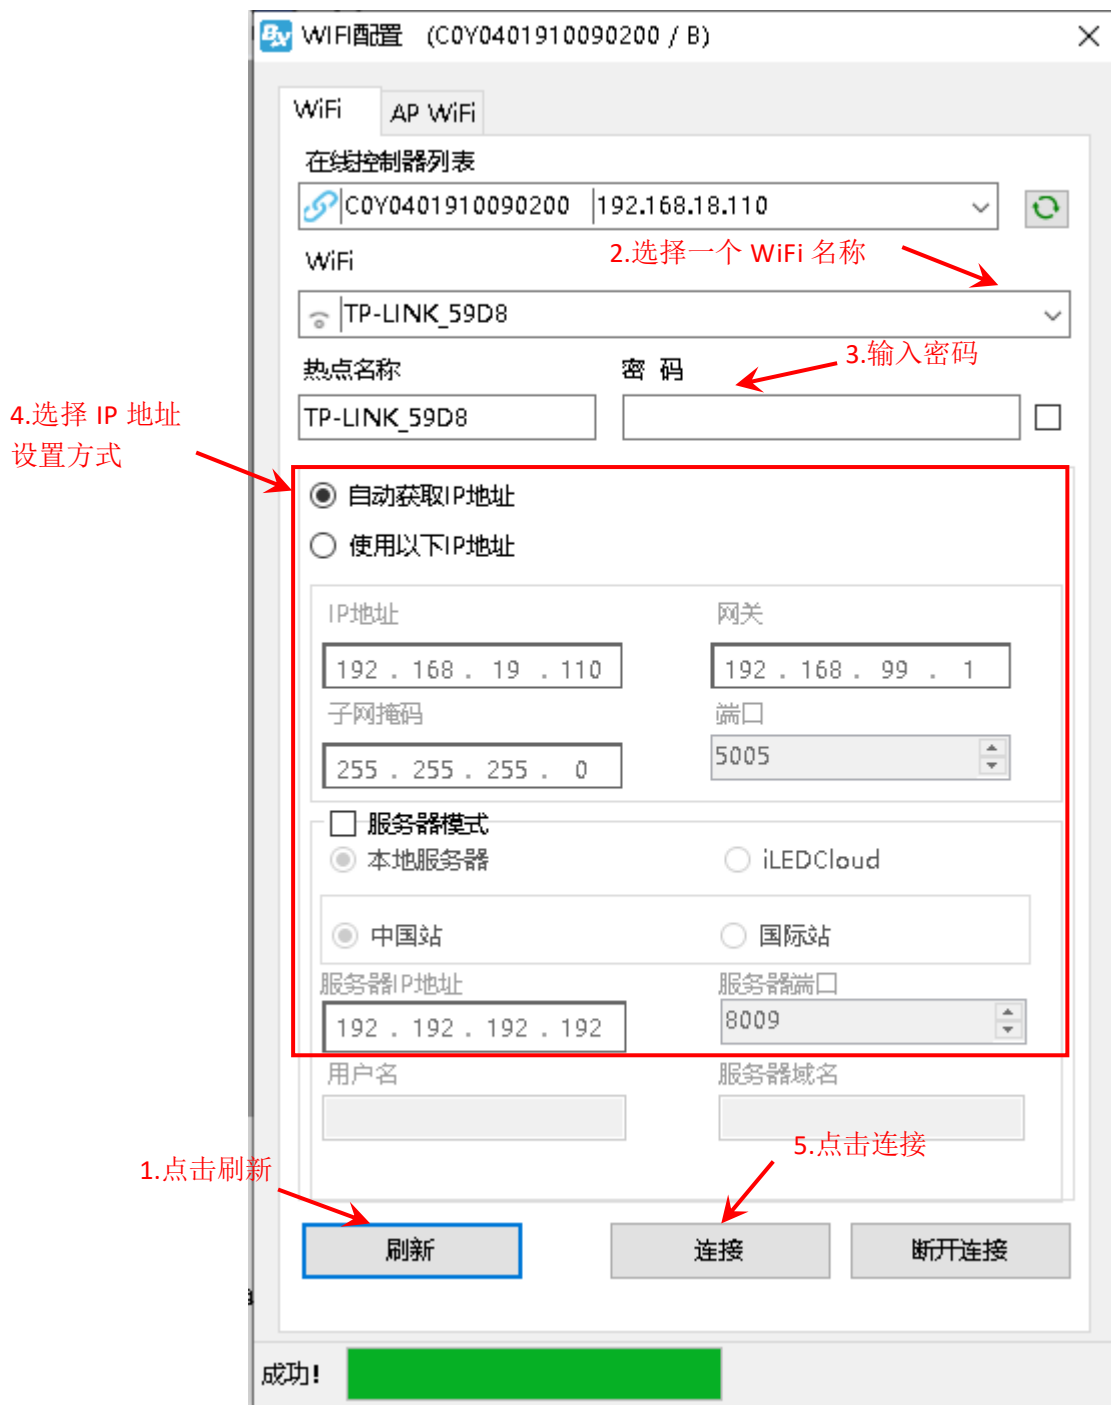 BX WIFI配置 (C0Y0401910090200 / B)
WiFi AP WiFi
在线控制器列表
C0Y0401910090200 192.168.18.110
2.选择一个 WiFi 名称
WiFi
TP-LINK_59D8
3.输入密码
热点名称 密 码
TP-LINK_59D8
4.选择 IP 地址
设置方式
自动获取IP地址
使用以下IP地址
IP地址 网关
192 . 168 . 19 . 110 192 . 168 . 99 . 1
子网掩码 端口
255 . 255 . 255 . 0 5005
服务器模式
本地服务器 iLEDCloud
中国站 国际站
服务器IP地址 服务器端口
192 . 192 . 192 . 192 8009
用户名 服务器域名
5.点击连接
1.点击刷新
刷新 连接 断开连接
成功!